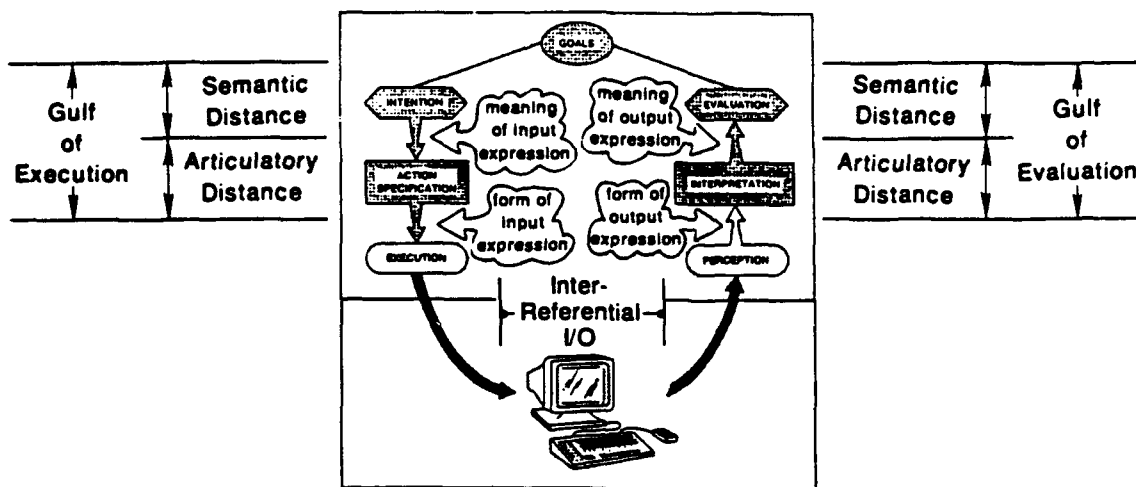 GOALS
Gulf
of
Execution
Semantic
Distance
Articulatory
Distance
INTENTION
meaning
of input
expression
ACTION
SPECIFICATION
form of
input
expression
EXECUTION
meaning
of output
expression
EVALUATION
INTERPRETATION
form of
output
expression
PERCEPTION
Inter-
Referential
I/O
Semantic
Distance
Articulatory
Distance
Gulf
of
Evaluation